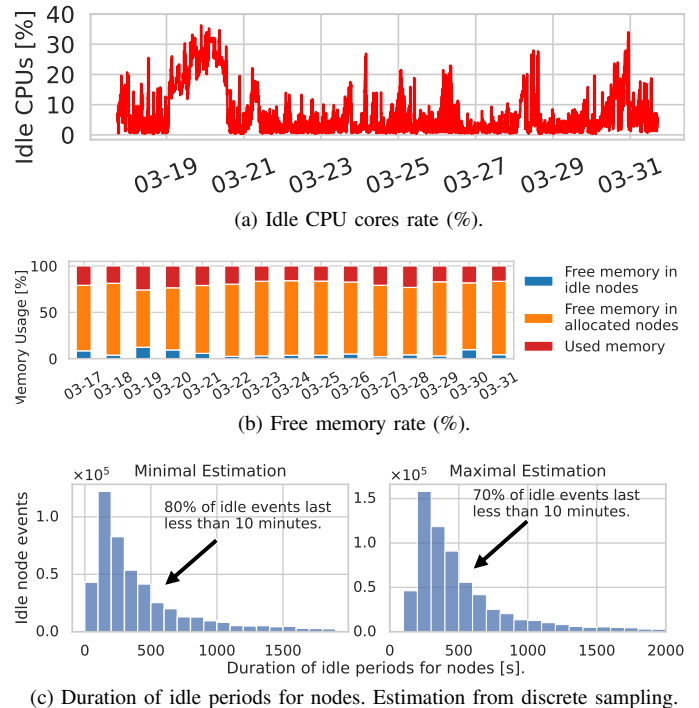 Idle CPUs [%]
40
30
20
10
0
03-19 03-21 03-23 03-25 03-27 03-29 03-31
(a) Idle CPU cores rate (%).
Memory Usage [%]
100
50
0
03-17 03-18 03-19 03-20 03-21 03-22 03-23 03-24 03-25 03-26 03-27 03-28 03-29 03-30 03-31
Free memory in
idle nodes
Free memory in
allocated nodes
Used memory
(b) Free memory rate (%).
Idle node events
×10⁵
Minimal Estimation
1.0
0.5
0.0
80% of idle events last
less than 10 minutes.
0 500 1000 1500
×10⁵
Maximal Estimation
1.5
1.0
0.5
0.0
70% of idle events last
less than 10 minutes.
0 500 1000 1500 2000
Duration of idle periods for nodes [s].
(c) Duration of idle periods for nodes. Estimation from discrete sampling.